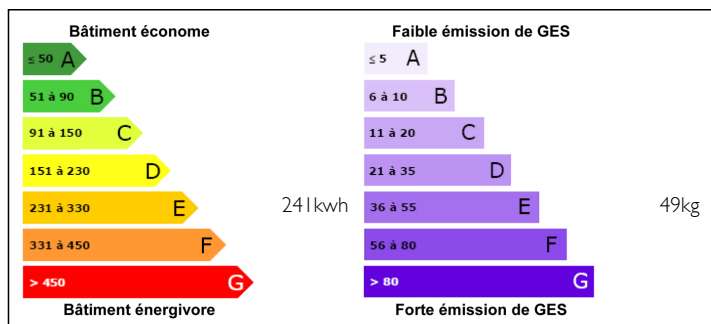 Bâtiment économe
≤ 50 A
51 à 90 B
91 à 150 C
151 à 230 D
231 à 330 E
241kwh
331 à 450 F
> 450 G
Bâtiment énergivore
Faible émission de GES
≤ 5 A
6 à 10 B
11 à 20 C
21 à 35 D
36 à 55 E
49kg
56 à 80 F
> 80 G
Forte émission de GES